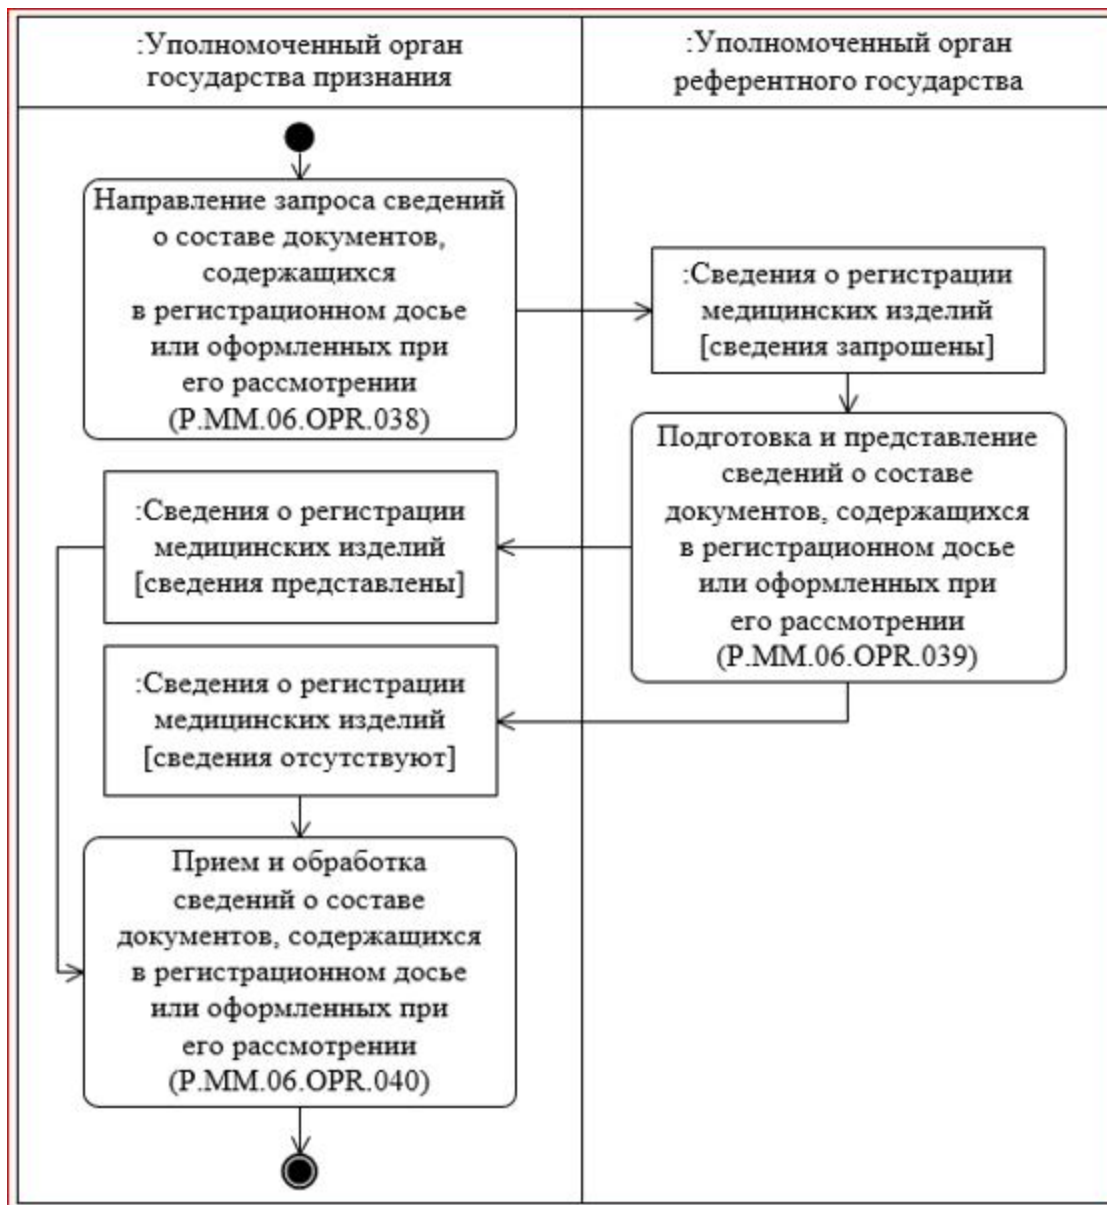 :Уполномоченный орган
государства признания
:Уполномоченный орган
референтного государства
Направление запроса сведений
о составе документов,
содержащихся
в регистрационном досье
или оформленных при
его рассмотрении
(P.MM.06.OPR.038)
:Сведения о регистрации
медицинских изделий
[сведения запрошены]
Подготовка и представление
сведений о составе
документов, содержащихся
в регистрационном досье
или оформленных при
его рассмотрении
(P.MM.06.OPR.039)
:Сведения о регистрации
медицинских изделий
[сведения представлены]
:Сведения о регистрации
медицинских изделий
[сведения отсутствуют]
Прием и обработка
сведений о составе
документов, содержащихся
в регистрационном досье
или оформленных при
его рассмотрении
(P.MM.06.OPR.040)